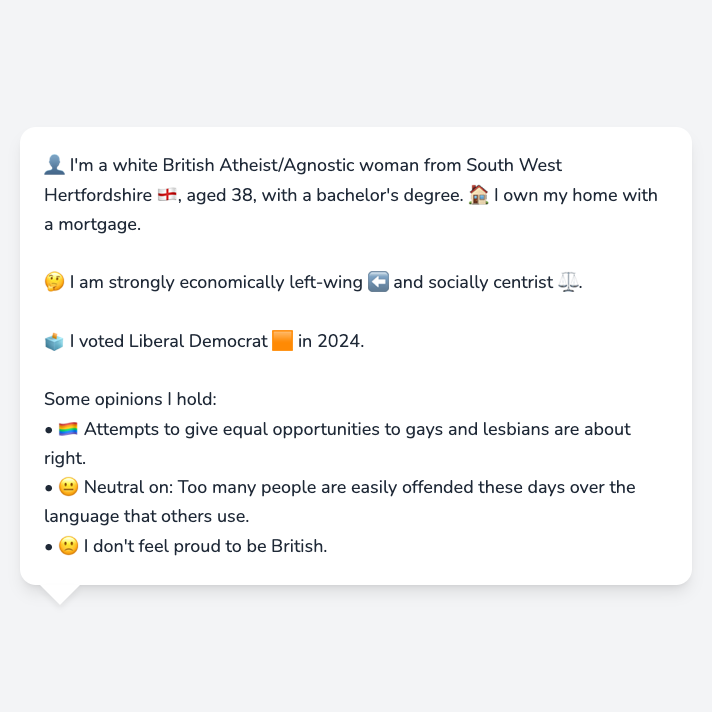 👤 I'm a white British Atheist/Agnostic woman from South West
Hertfordshire 🏴󠁧󠁢󠁥󠁮󠁧󠁿, aged 38, with a bachelor's degree. 🏠 I own my home with
a mortgage.
🤔 I am strongly economically left-wing ⬅️ and socially centrist ⚖️.
🗳️ I voted Liberal Democrat 🟧 in 2024.
Some opinions I hold:
• 🏳️‍🌈 Attempts to give equal opportunities to gays and lesbians are about
right.
• 😐 Neutral on: Too many people are easily offended these days over the
language that others use.
• 🙁 I don't feel proud to be British.